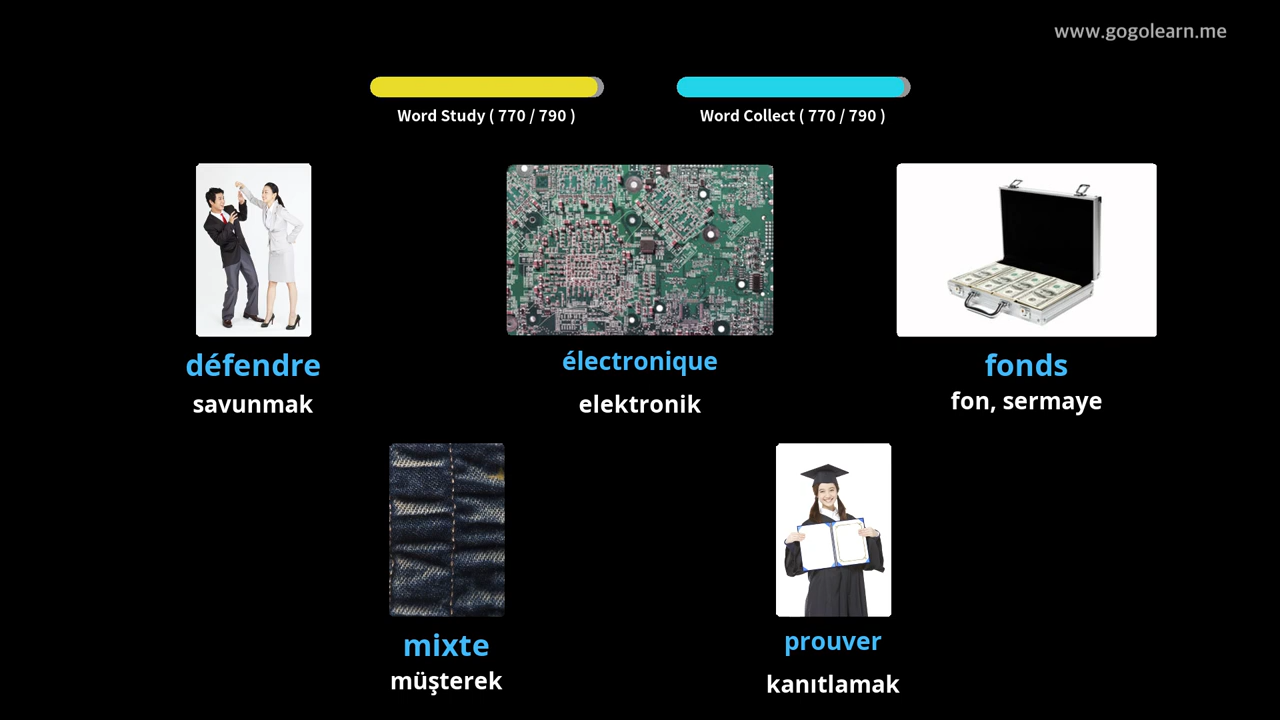 www.gogolearn.me
Word Study ( 770 / 790 )
Word Collect ( 770 / 790 )
défendre
électronique
fonds
savunmak
elektronik
fon, sermaye
mixte
prouver
müşterek
kanıtlamak